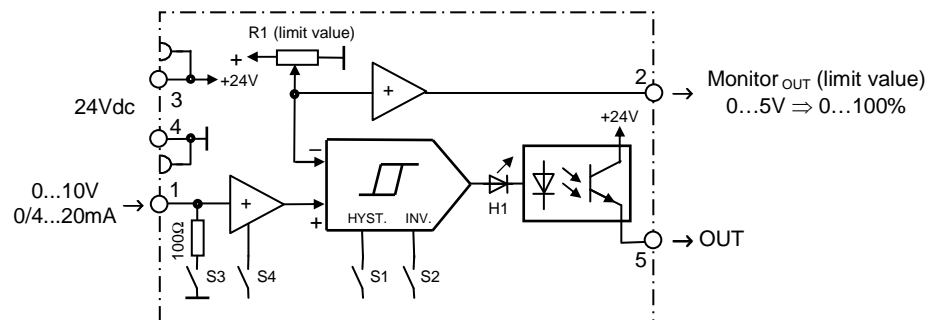 R1 (limit value)
+
+24V
3
24Vdc
4
2
Monitor OUT (limit value)
0...5V ⇒ 0...100%
+
+24V
−
0...10V
0/4...20mA
1
+
+
HYST.
INV.
H1
OUT
5
100Ω
S3
S4
S1
S2